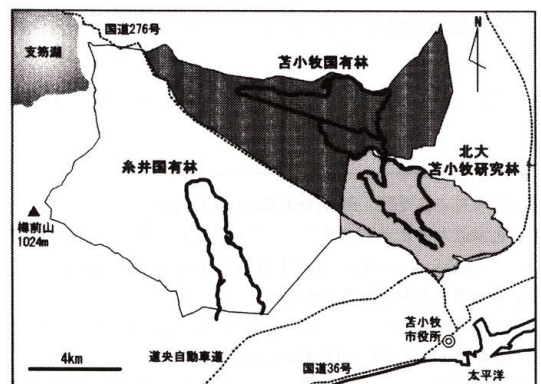 国道276号
N
支笏湖
苫小牧国有林
北大
苫小牧研究林
糸井国有林
樽前山
1024m
苫小牧
市役所
4km
道央自動車道
国道36号
太平洋